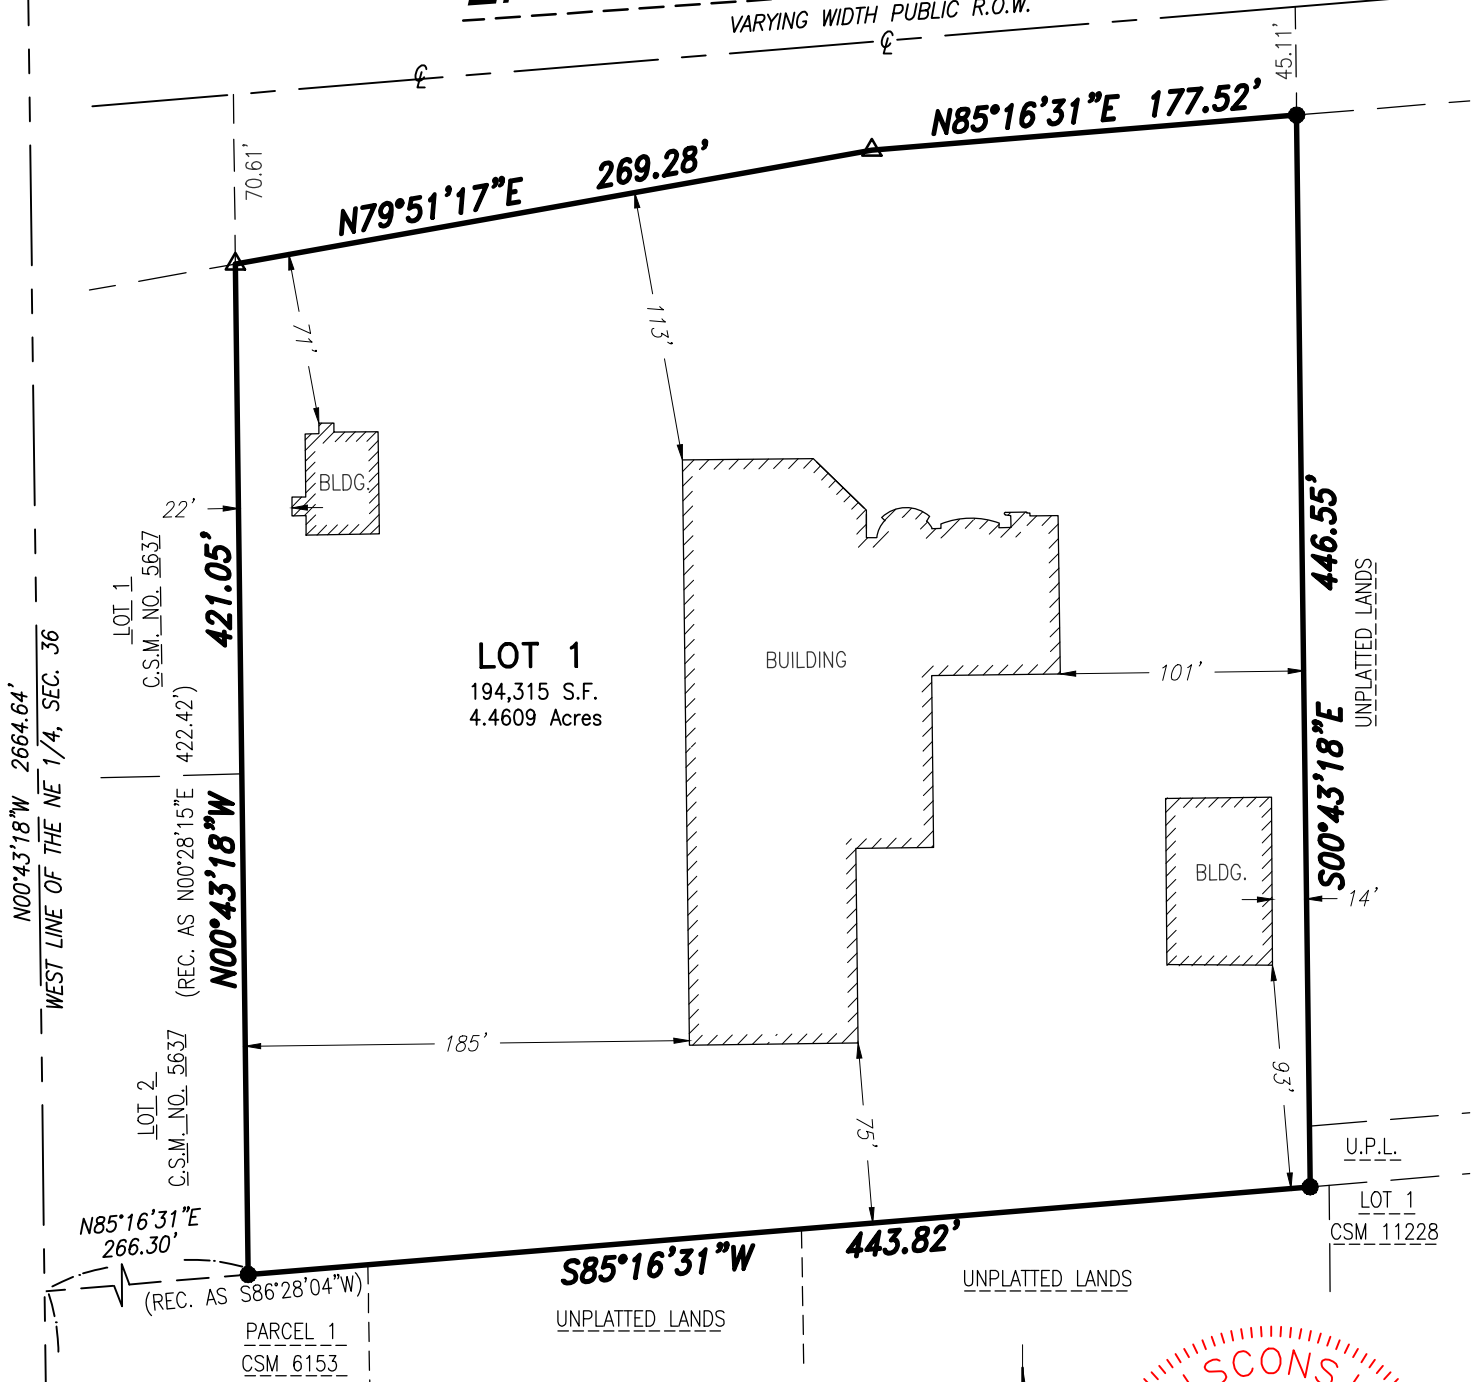 VARYING WIDTH PUBLIC R.O.W.
℄
℄
45.11'
70.61'
N85°16'31"E 177.52'
N79°51'17"E 269.28'
71'
113'
BLDG.
22'
LOT 1
C.S.M. NO. 5637
421.05'
N00°43'18"W
(REC. AS N00°28'15"E 422.42')
N00°43'18"W 2664.64'
WEST LINE OF THE NE 1/4, SEC. 36
LOT 1
194,315 S.F.
4.4609 Acres
BUILDING
101'
446.55'
S00°43'18"E
UNPLATTED LANDS
BLDG.
14'
185'
75'
93'
LOT 2
C.S.M. NO. 5637
U.P.L.
LOT 1
CSM 11228
N85°16'31"E
266.30'
(REC. AS S86°28'04"W)
S85°16'31"W 443.82'
UNPLATTED LANDS
UNPLATTED LANDS
PARCEL 1
CSM 6153
SCONS